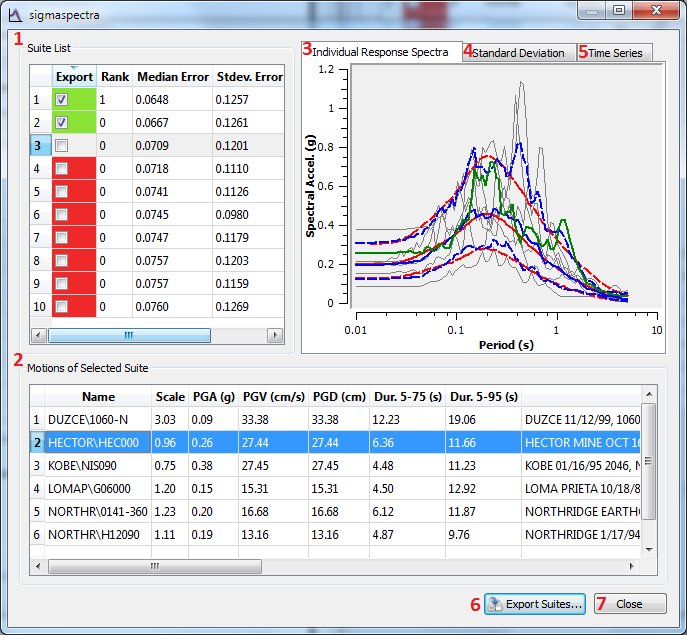 sigmaspectra
1 Suite List
Export Rank Median Error Stdev. Error
1 1 0.0648 0.1257
2 0 0.0667 0.1261
3 0 0.0709 0.1201
4 0 0.0718 0.1110
5 0 0.0741 0.1126
6 0 0.0745 0.0980
7 0 0.0747 0.1179
8 0 0.0757 0.1203
9 0 0.0757 0.1159
10 0 0.0760 0.1269
3 Individual Response Spectra 4 Standard Deviation 5 Time Series
Spectral Accel. (g)
1.2
1
0.8
0.6
0.4
0.2
0
0.01 0.1 1 10
Period (s)
2 Motions of Selected Suite
Name Scale PGA (g) PGV (cm/s) PGD (cm) Dur. 5-75 (s) Dur. 5-95 (s)
1 DUZCE\1060-N 3.03 0.09 33.38 33.38 12.23 19.06 DUZCE 11/12/99, 1060
2 HECTOR\HEC000 0.96 0.26 27.44 27.44 6.36 11.66 HECTOR MINE OCT 16
3 KOBE\NIS090 0.75 0.38 27.45 27.45 4.48 11.23 KOBE 01/16/95 2046, N
4 LOMAP\G06000 1.20 0.15 15.31 15.31 4.50 12.92 LOMA PRIETA 10/18/8
5 NORTHR\0141-360 1.23 0.20 16.68 16.68 6.12 11.87 NORTHRIDGE EARTH
6 NORTHR\H12090 1.11 0.19 13.16 13.16 4.87 9.76 NORTHRIDGE 1/17/94
6 Export Suites... 7 Close